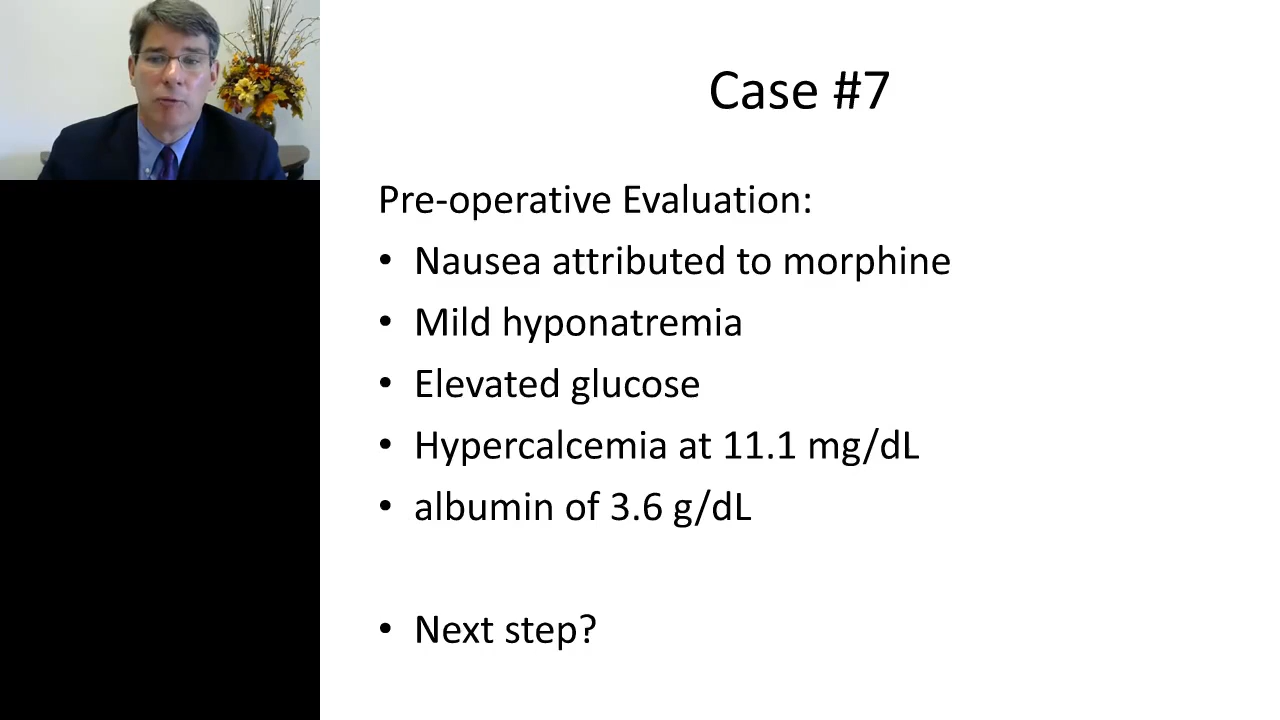 Case #7
Pre-operative Evaluation:
• Nausea attributed to morphine
• Mild hyponatremia
• Elevated glucose
• Hypercalcemia at 11.1 mg/dL
• albumin of 3.6 g/dL
• Next step?